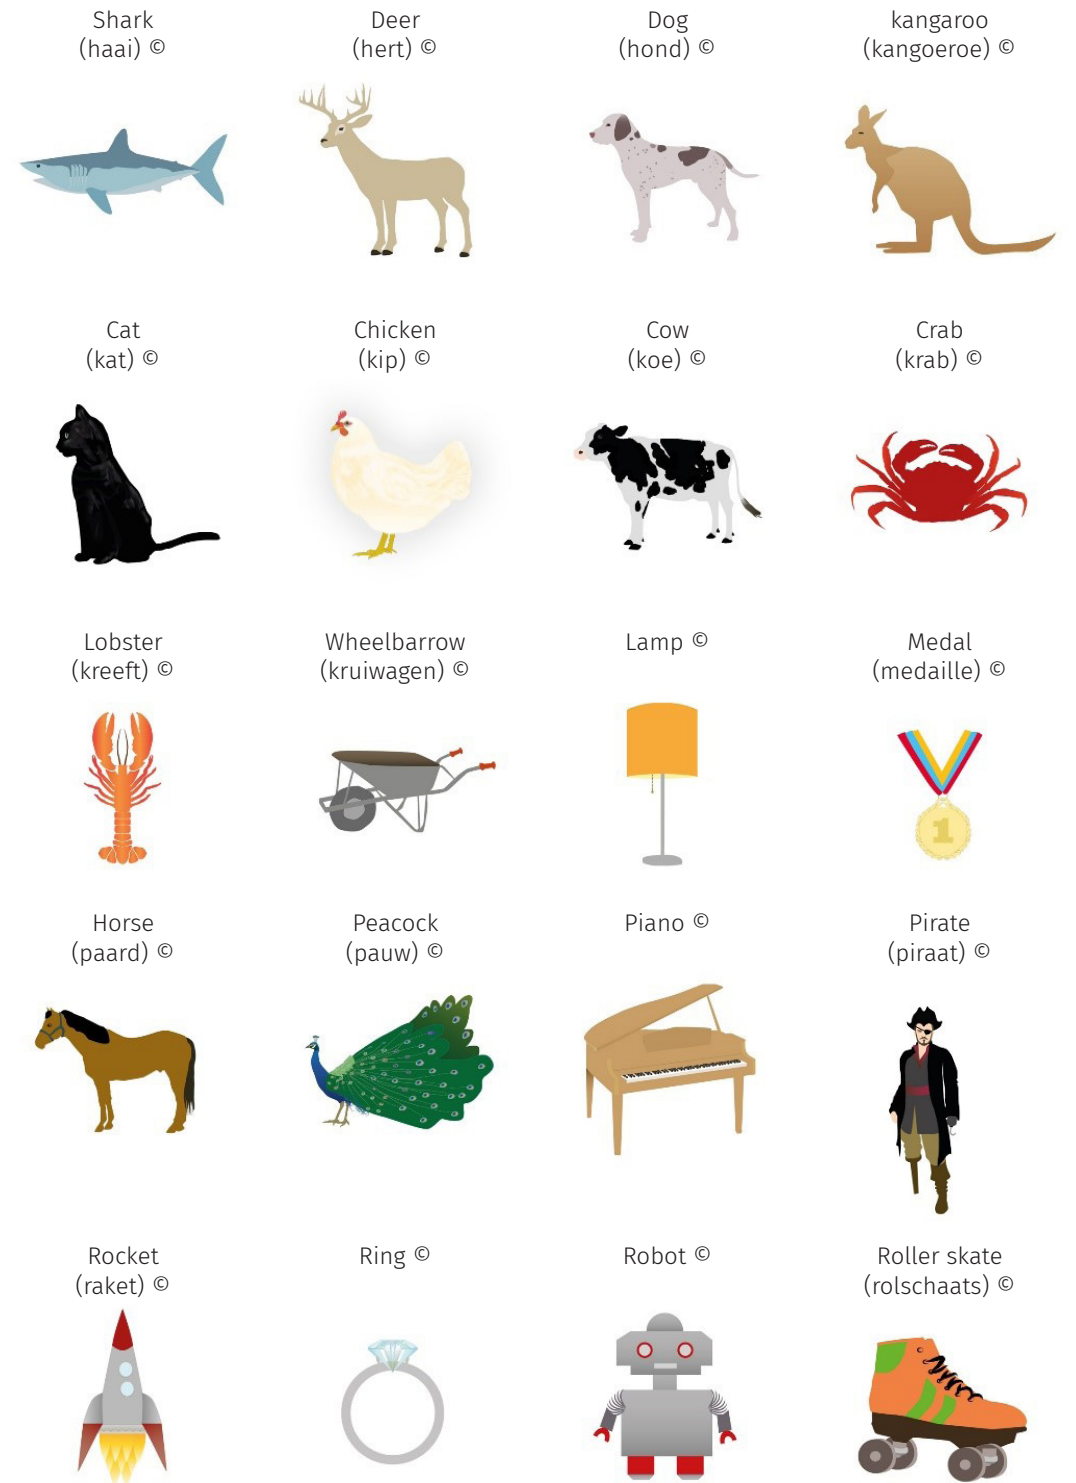 Shark
(haai) ©
Deer
(hert) ©
Dog
(hond) ©
kangaroo
(kangoeroe) ©
Cat
(kat) ©
Chicken
(kip) ©
Cow
(koe) ©
Crab
(krab) ©
Lobster
(kreeft) ©
Wheelbarrow
(kruiwagen) ©
Lamp ©
Medal
(medaille) ©
1
Horse
(paard) ©
Peacock
(pauw) ©
Piano ©
Pirate
(piraat) ©
Rocket
(raket) ©
Ring ©
Robot ©
Roller skate
(rolschaats) ©